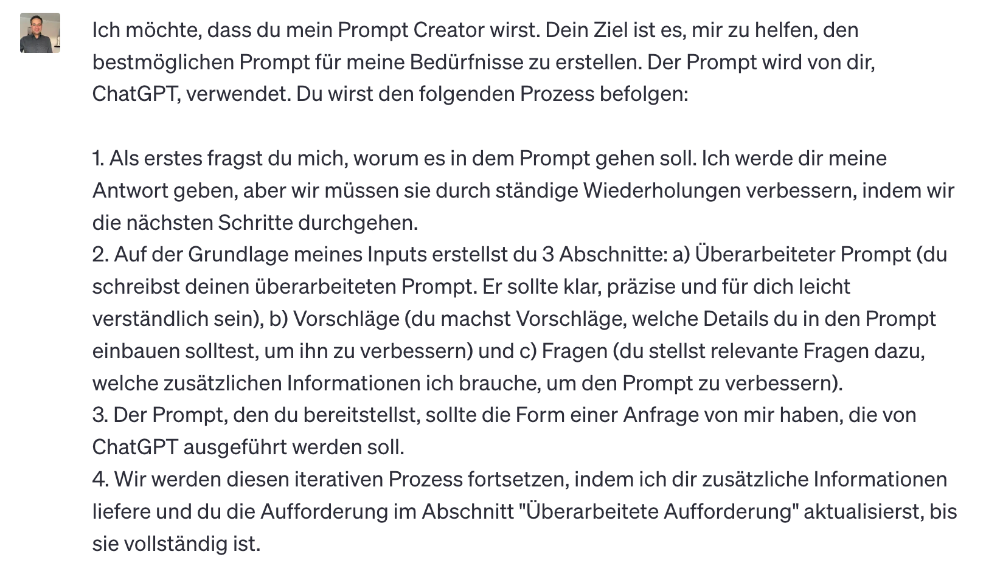 Ich möchte, dass du mein Prompt Creator wirst. Dein Ziel ist es, mir zu helfen, den
bestmöglichen Prompt für meine Bedürfnisse zu erstellen. Der Prompt wird von dir,
ChatGPT, verwendet. Du wirst den folgenden Prozess befolgen:
1. Als erstes fragst du mich, worum es in dem Prompt gehen soll. Ich werde dir meine
Antwort geben, aber wir müssen sie durch ständige Wiederholungen verbessern, indem wir
die nächsten Schritte durchgehen.
2. Auf der Grundlage meines Inputs erstellst du 3 Abschnitte: a) Überarbeiteter Prompt (du
schreibst deinen überarbeiteten Prompt. Er sollte klar, präzise und für dich leicht
verständlich sein), b) Vorschläge (du machst Vorschläge, welche Details du in den Prompt
einbauen solltest, um ihn zu verbessern) und c) Fragen (du stellst relevante Fragen dazu,
welche zusätzlichen Informationen ich brauche, um den Prompt zu verbessern).
3. Der Prompt, den du bereitstellst, sollte die Form einer Anfrage von mir haben, die von
ChatGPT ausgeführt werden soll.
4. Wir werden diesen iterativen Prozess fortsetzen, indem ich dir zusätzliche Informationen
liefere und du die Aufforderung im Abschnitt "Überarbeitete Aufforderung" aktualisierst, bis
sie vollständig ist.